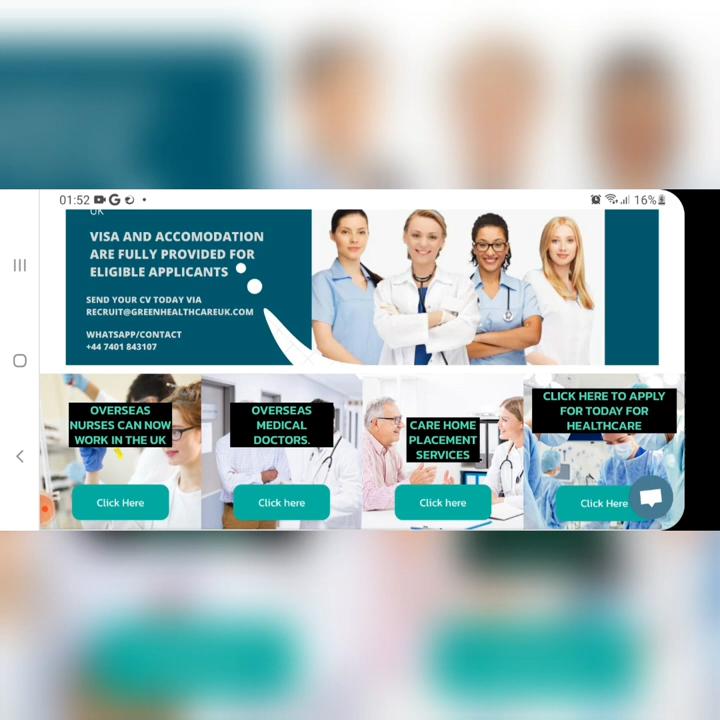 01:52
16%
UK
VISA AND ACCOMODATION
ARE FULLY PROVIDED FOR
ELIGIBLE APPLICANTS
SEND YOUR CV TODAY VIA
RECRUIT@GREENHEALTHCAREUK.COM
WHATSAPP/CONTACT
+44 7401 843107
OVERSEAS
NURSES CAN NOW
WORK IN THE UK
Click Here
OVERSEAS
MEDICAL
DOCTORS.
Click here
CARE HOME
PLACEMENT
SERVICES
Click here
CLICK HERE TO APPLY
FOR TODAY FOR
HEALTHCARE
Click Here